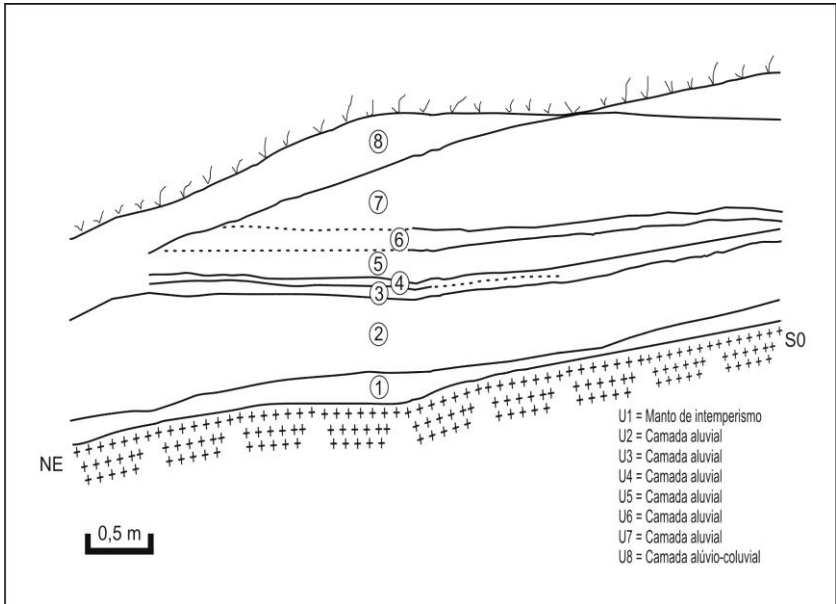 8
7
6
5
4
3
2
1
SO
NE
0,5 m
U1 = Manto de intemperismo
U2 = Camada aluvial
U3 = Camada aluvial
U4 = Camada aluvial
U5 = Camada aluvial
U6 = Camada aluvial
U7 = Camada aluvial
U8 = Camada alúvio-coluvial